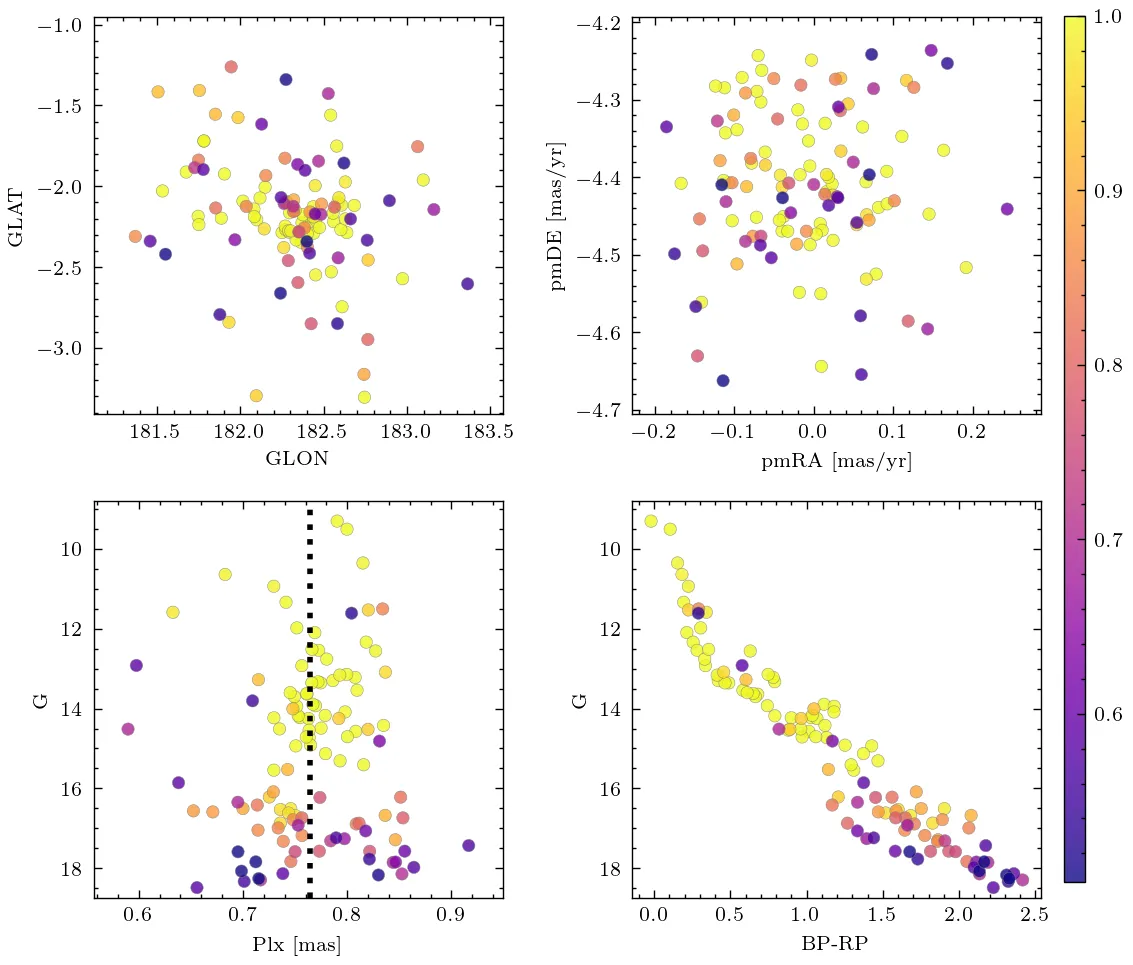 −1.0
−1.5
−2.0
−2.5
−3.0
GLAT
181.5 182.0 182.5 183.0 183.5
GLON
−4.2
−4.3
−4.4
−4.5
−4.6
−4.7
pmDE [mas/yr]
−0.2 −0.1 0.0 0.1 0.2
pmRA [mas/yr]
1.0
0.9
0.8
0.7
0.6
10
12
14
16
18
G
0.6 0.7 0.8 0.9
Plx [mas]
10
12
14
16
18
G
0.0 0.5 1.0 1.5 2.0 2.5
BP-RP